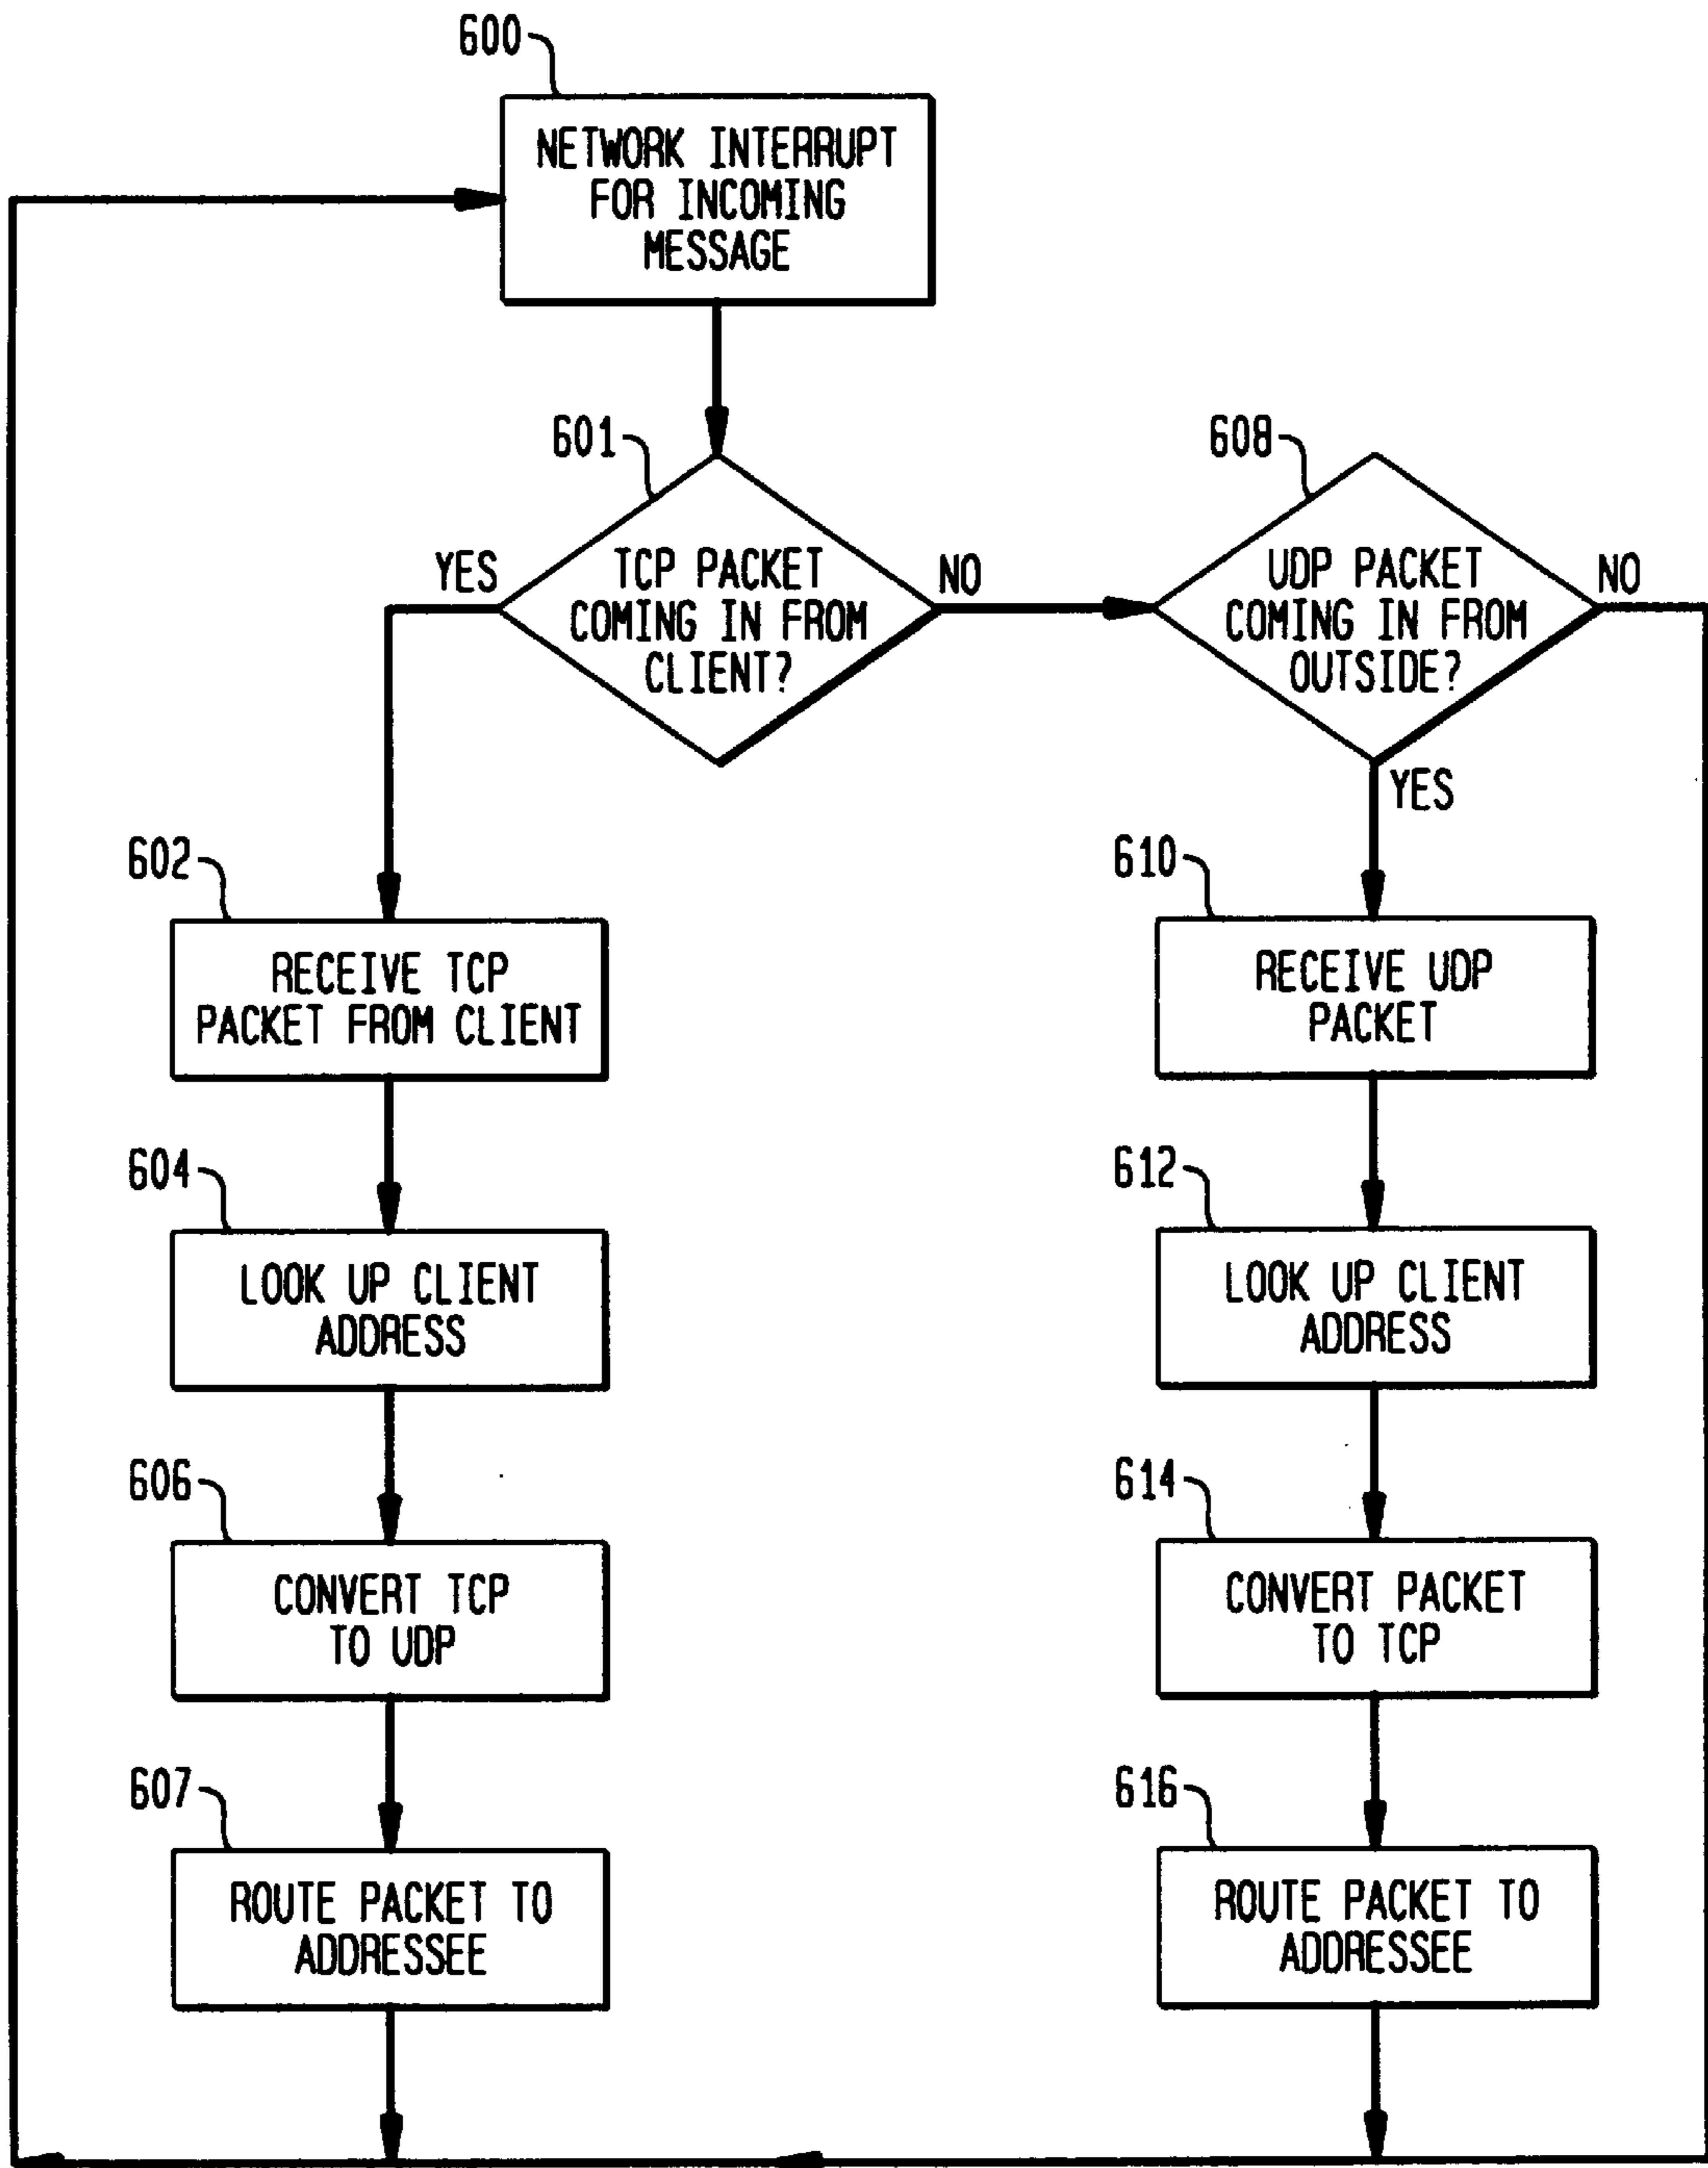 600
NETWORK INTERRUPT
FOR INCOMING
MESSAGE
601
YES
TCP PACKET
COMING IN FROM
CLIENT?
NO
608
UDP PACKET
COMING IN FROM
OUTSIDE?
NO
YES
602
RECEIVE TCP
PACKET FROM CLIENT
604
LOOK UP CLIENT
ADDRESS
606
CONVERT TCP
TO UDP
607
ROUTE PACKET TO
ADDRESSEE
610
RECEIVE UDP
PACKET
612
LOOK UP CLIENT
ADDRESS
614
CONVERT PACKET
TO TCP
616
ROUTE PACKET TO
ADDRESSEE